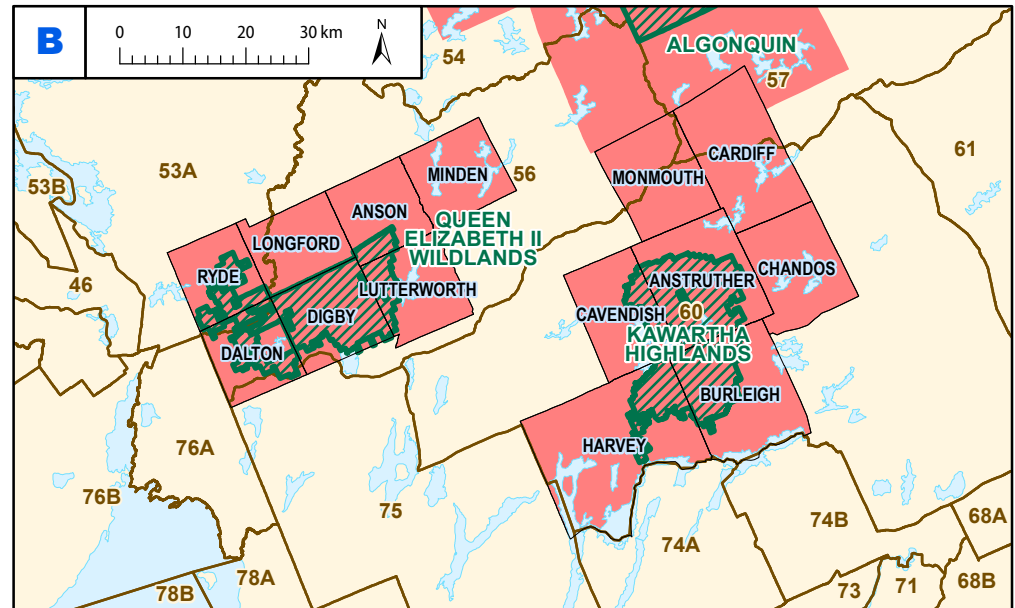 B
0 10 20 30 km
N
54
ALGONQUIN
57
61
53A
53B
46
56
MINDEN
ANSON
LONGFORD
RYDE
QUEEN
ELIZABETH II
WILDLANDS
LUTTERWORTH
DIGBY
DALTON
CARDIFF
MONMOUTH
CHANDOS
ANSTRUTHER
CAVENDISH
60
KAWARTHA
HIGHLANDS
BURLEIGH
HARVEY
76A
76B
75
74A
74B
68A
78A
78B
73
71
68B